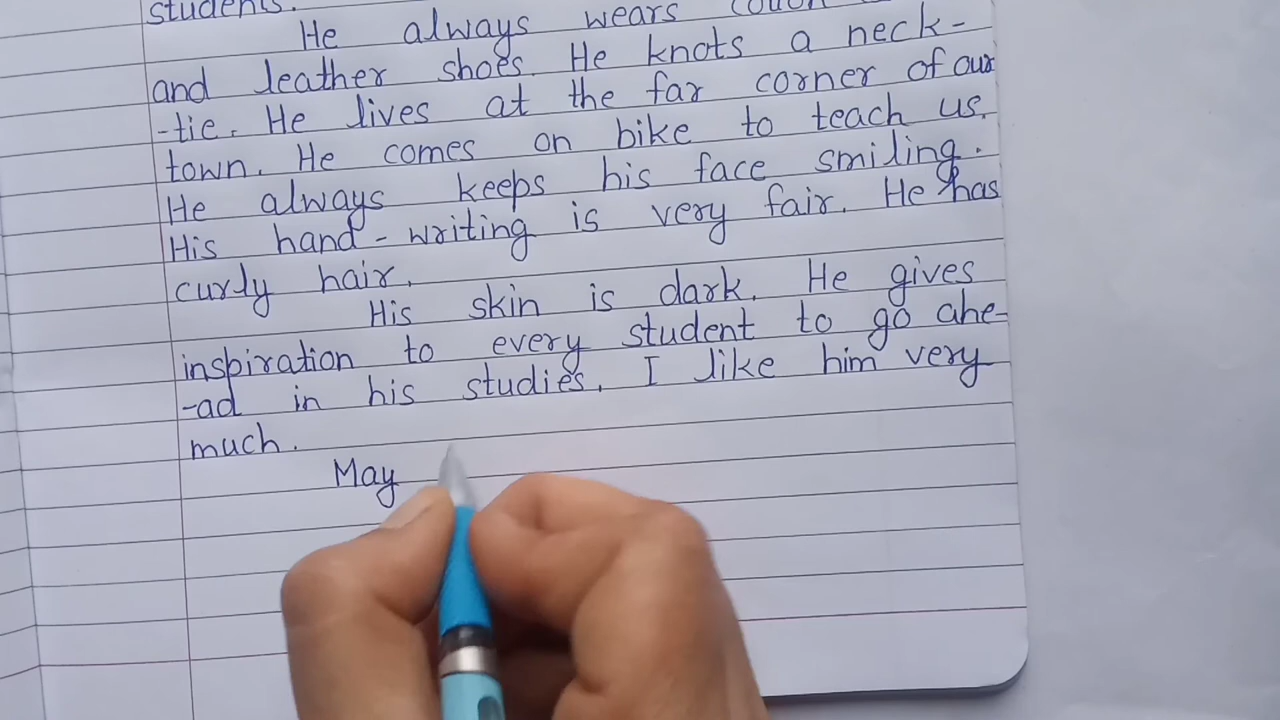 students.
He always wears
and leather shoes. He knots a neck-
-tie. He lives at the far corner of our
town. He comes on bike to teach us.
He always keeps his face smiling.
His hand-writing is very fair. He has
curly hair.
His skin is dark. He gives
inspiration to every student to go ahe-
-ad in his studies. I like him very
much.
May